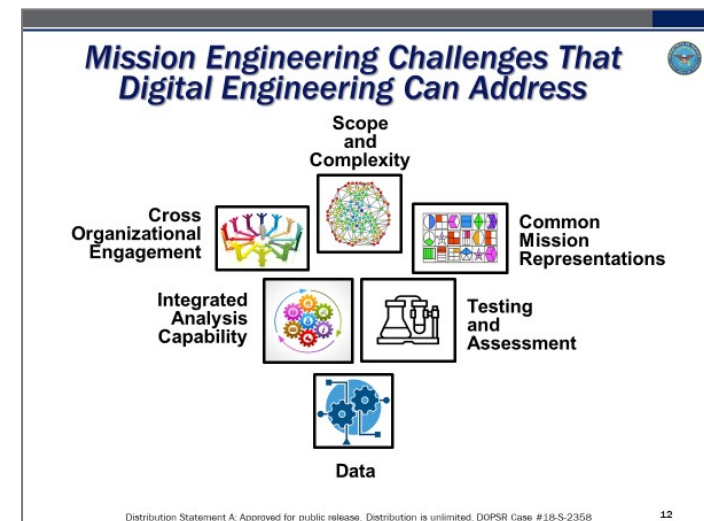 Mission Engineering Challenges That
Digital Engineering Can Address
Scope
and
Complexity
Cross
Organizational
Engagement
Common
Mission
Representations
Integrated
Analysis
Capability
Testing
and
Assessment
Data
Distribution Statement A: Approved for public release. Distribution is unlimited. DOPSR Case #18-S-2358
12